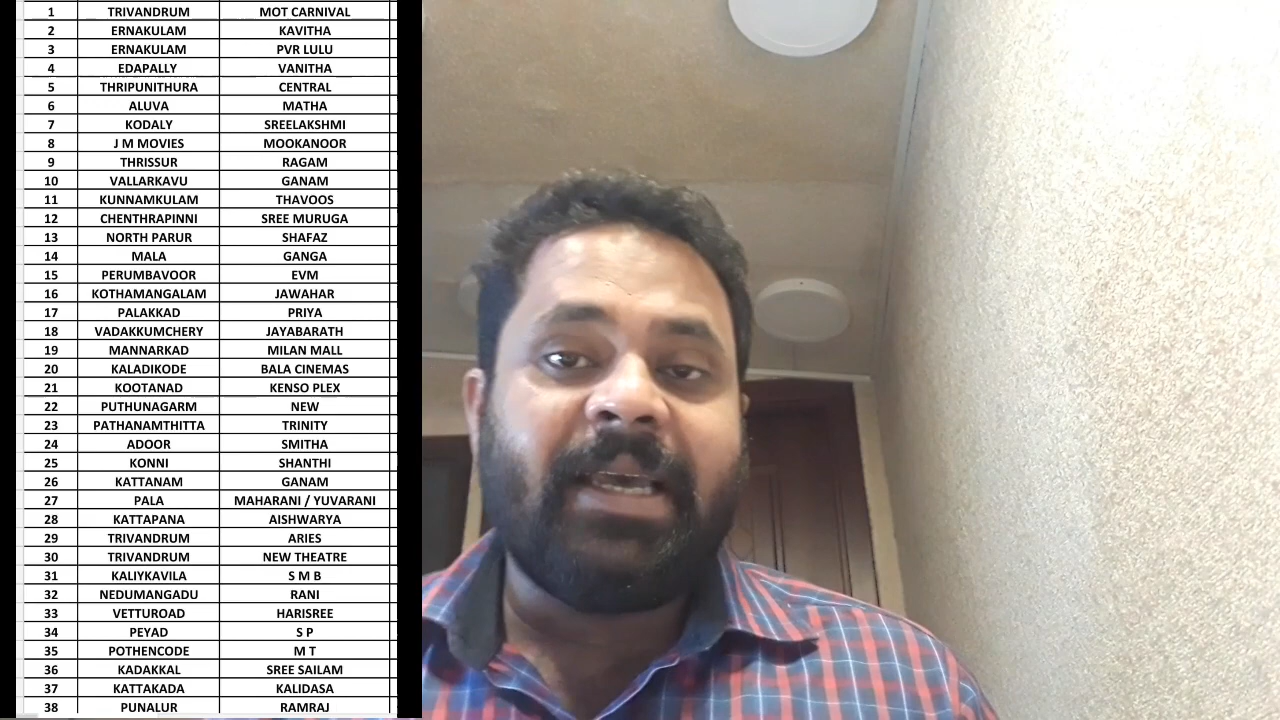 1 TRIVANDRUM MOT CARNIVAL
2 ERNAKULAM KAVITHA
3 ERNAKULAM PVR LULU
4 EDAPALLY VANITHA
5 THRIPUNITHURA CENTRAL
6 ALUVA MATHA
7 KODALY SREELAKSHMI
8 J M MOVIES MOOKANOOR
9 THRISSUR RAGAM
10 VALLARKAVU GANAM
11 KUNNAMKULAM THAVOOS
12 CHENTHRAPINNI SREE MURUGA
13 NORTH PARUR SHAFAZ
14 MALA GANGA
15 PERUMBAVOOR EVM
16 KOTHAMANGALAM JAWAHAR
17 PALAKKAD PRIYA
18 VADAKKUMCHERY JAYABARATH
19 MANNARKAD MILAN MALL
20 KALADIKODE BALA CINEMAS
21 KOOTANAD KENSO PLEX
22 PUTHUNAGARM NEW
23 PATHANAMTHITTA TRINITY
24 ADOOR SMITHA
25 KONNI SHANTHI
26 KATTANAM GANAM
27 PALA MAHARANI / YUVARANI
28 KATTAPANA AISHWARYA
29 TRIVANDRUM ARIES
30 TRIVANDRUM NEW THEATRE
31 KALIYKAVILA S M B
32 NEDUMANGADU RANI
33 VETTUROAD HARISREE
34 PEYAD S P
35 POTHENCODE M T
36 KADAKKAL SREE SAILAM
37 KATTAKADA KALIDASA
38 PUNALUR RAMRAJ